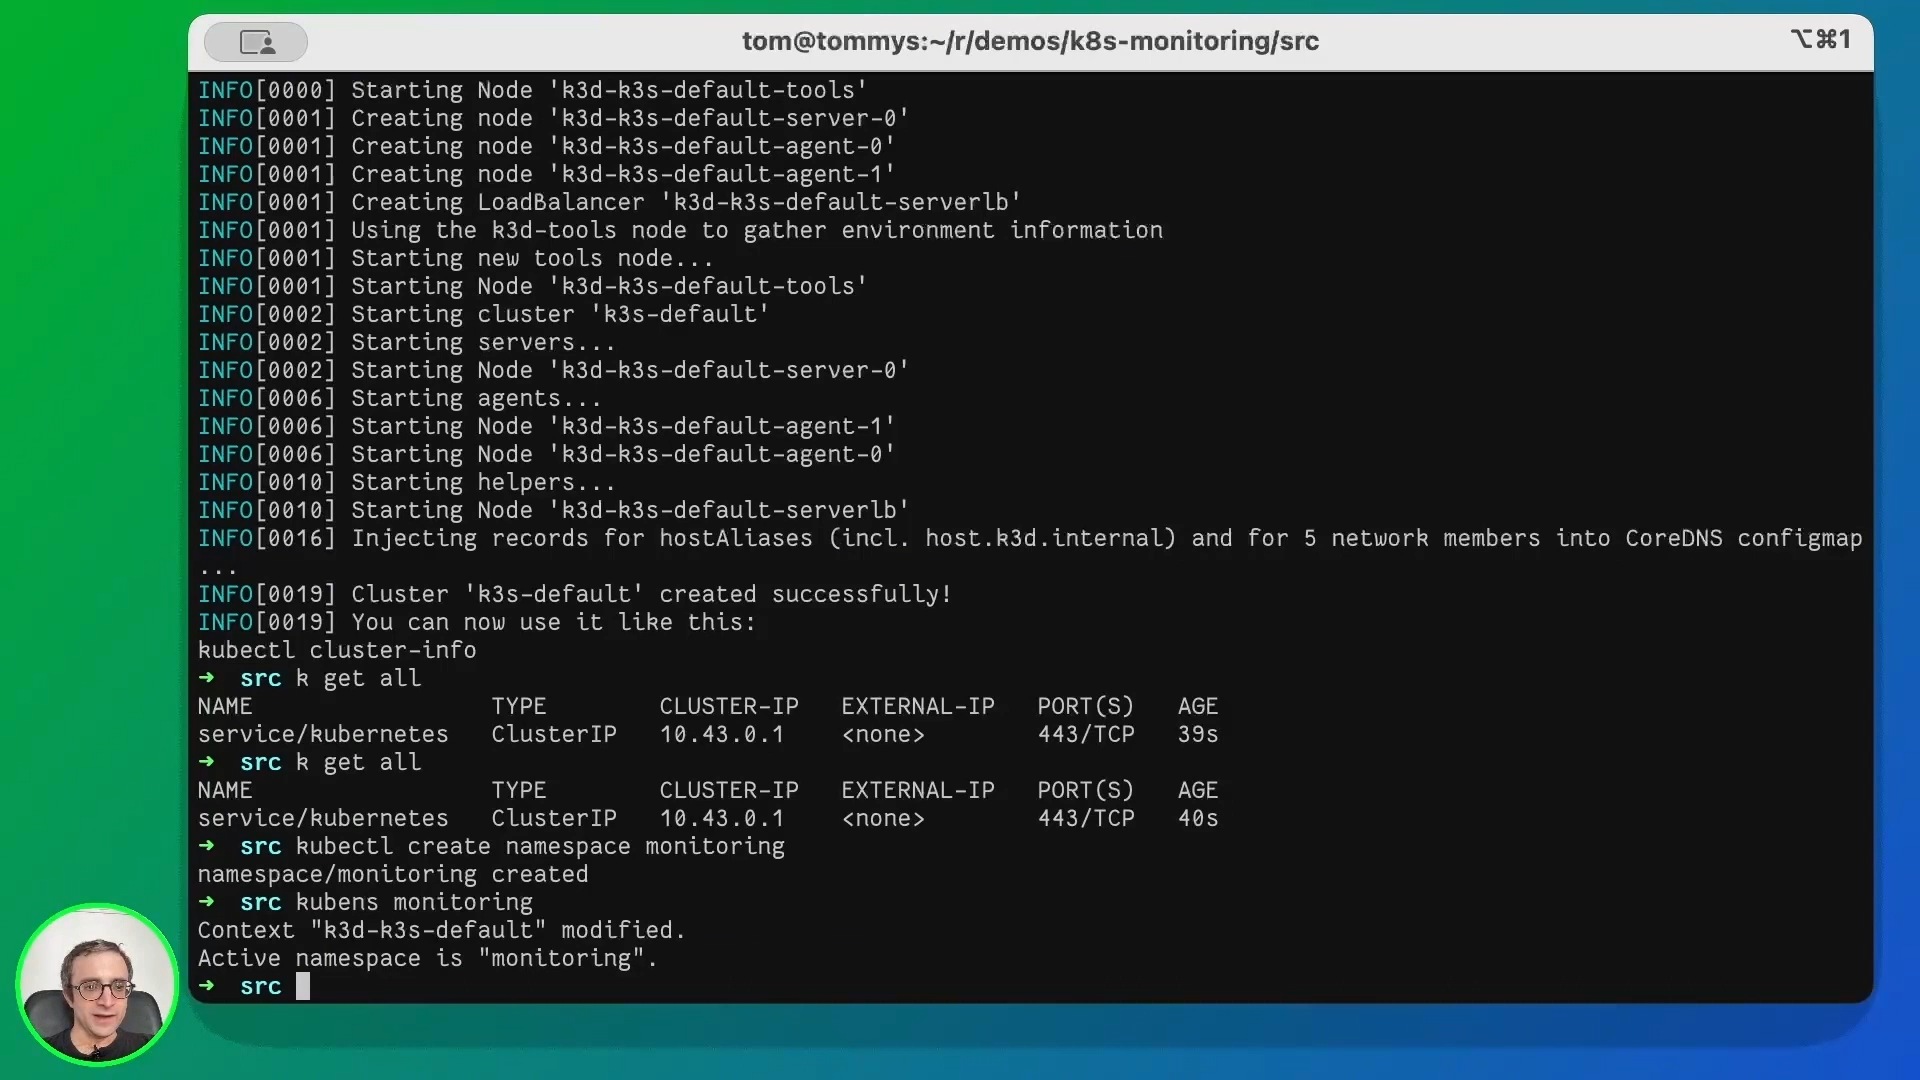 tom@tommys:~/r/demos/k8s-monitoring/src
⌥⌘1
INFO[0000] Starting Node 'k3d-k3s-default-tools'
INFO[0001] Creating node 'k3d-k3s-default-server-0'
INFO[0001] Creating node 'k3d-k3s-default-agent-0'
INFO[0001] Creating node 'k3d-k3s-default-agent-1'
INFO[0001] Creating LoadBalancer 'k3d-k3s-default-serverlb'
INFO[0001] Using the k3d-tools node to gather environment information
INFO[0001] Starting new tools node...
INFO[0001] Starting Node 'k3d-k3s-default-tools'
INFO[0002] Starting cluster 'k3s-default'
INFO[0002] Starting servers...
INFO[0002] Starting Node 'k3d-k3s-default-server-0'
INFO[0006] Starting agents...
INFO[0006] Starting Node 'k3d-k3s-default-agent-1'
INFO[0006] Starting Node 'k3d-k3s-default-agent-0'
INFO[0010] Starting helpers...
INFO[0010] Starting Node 'k3d-k3s-default-serverlb'
INFO[0016] Injecting records for hostAliases (incl. host.k3d.internal) and for 5 network members into CoreDNS configmap
...
INFO[0019] Cluster 'k3s-default' created successfully!
INFO[0019] You can now use it like this:
kubectl cluster-info
➜ src k get all
NAME TYPE CLUSTER-IP EXTERNAL-IP PORT(S) AGE
service/kubernetes ClusterIP 10.43.0.1 <none> 443/TCP 39s
➜ src k get all
NAME TYPE CLUSTER-IP EXTERNAL-IP PORT(S) AGE
service/kubernetes ClusterIP 10.43.0.1 <none> 443/TCP 40s
➜ src kubectl create namespace monitoring
namespace/monitoring created
➜ src kubens monitoring
Context "k3d-k3s-default" modified.
Active namespace is "monitoring".
➜ src